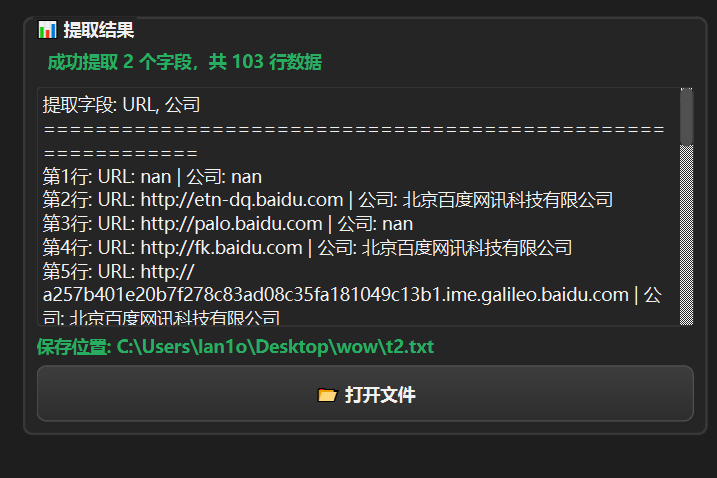 📊 提取结果
成功提取 2 个字段，共 103 行数据
提取字段: URL, 公司
================================================
============
第1行: URL: nan | 公司: nan
第2行: URL: http://etn-dq.baidu.com | 公司: 北京百度网讯科技有限公司
第3行: URL: http://palo.baidu.com | 公司: nan
第4行: URL: http://fk.baidu.com | 公司: 北京百度网讯科技有限公司
第5行: URL: http://
a257b401e20b7f278c83ad08c35fa181049c13b1.ime.galileo.baidu.com | 公
司: 北京百度网讯科技有限公司
保存位置: C:\Users\lan1o\Desktop\wow\t2.txt
📂 打开文件